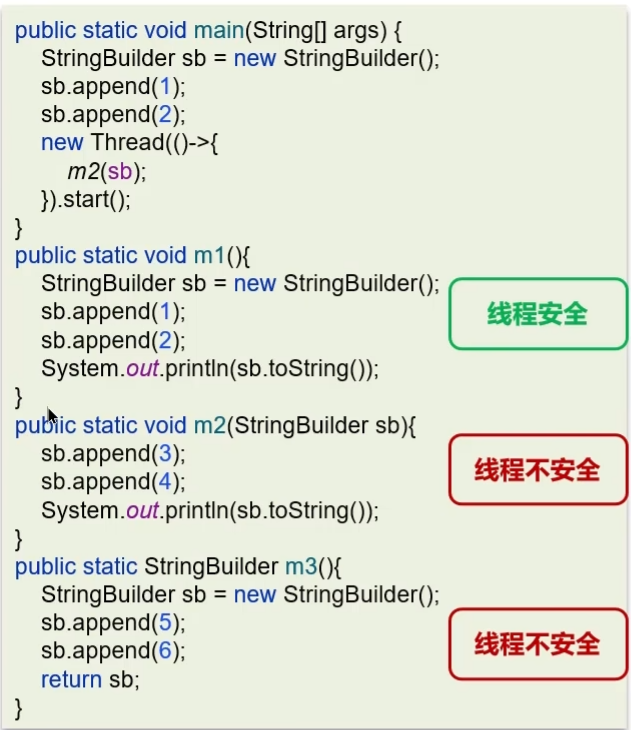 public static void main(String[] args) {
StringBuilder sb = new StringBuilder();
sb.append(1);
sb.append(2);
new Thread(()->{
m2(sb);
}).start();
}
public static void m1(){
StringBuilder sb = new StringBuilder();
sb.append(1);
sb.append(2);
System.out.println(sb.toString());
}
线程安全
public static void m2(StringBuilder sb){
sb.append(3);
sb.append(4);
System.out.println(sb.toString());
}
线程不安全
public static StringBuilder m3(){
StringBuilder sb = new StringBuilder();
sb.append(5);
sb.append(6);
return sb;
}
线程不安全